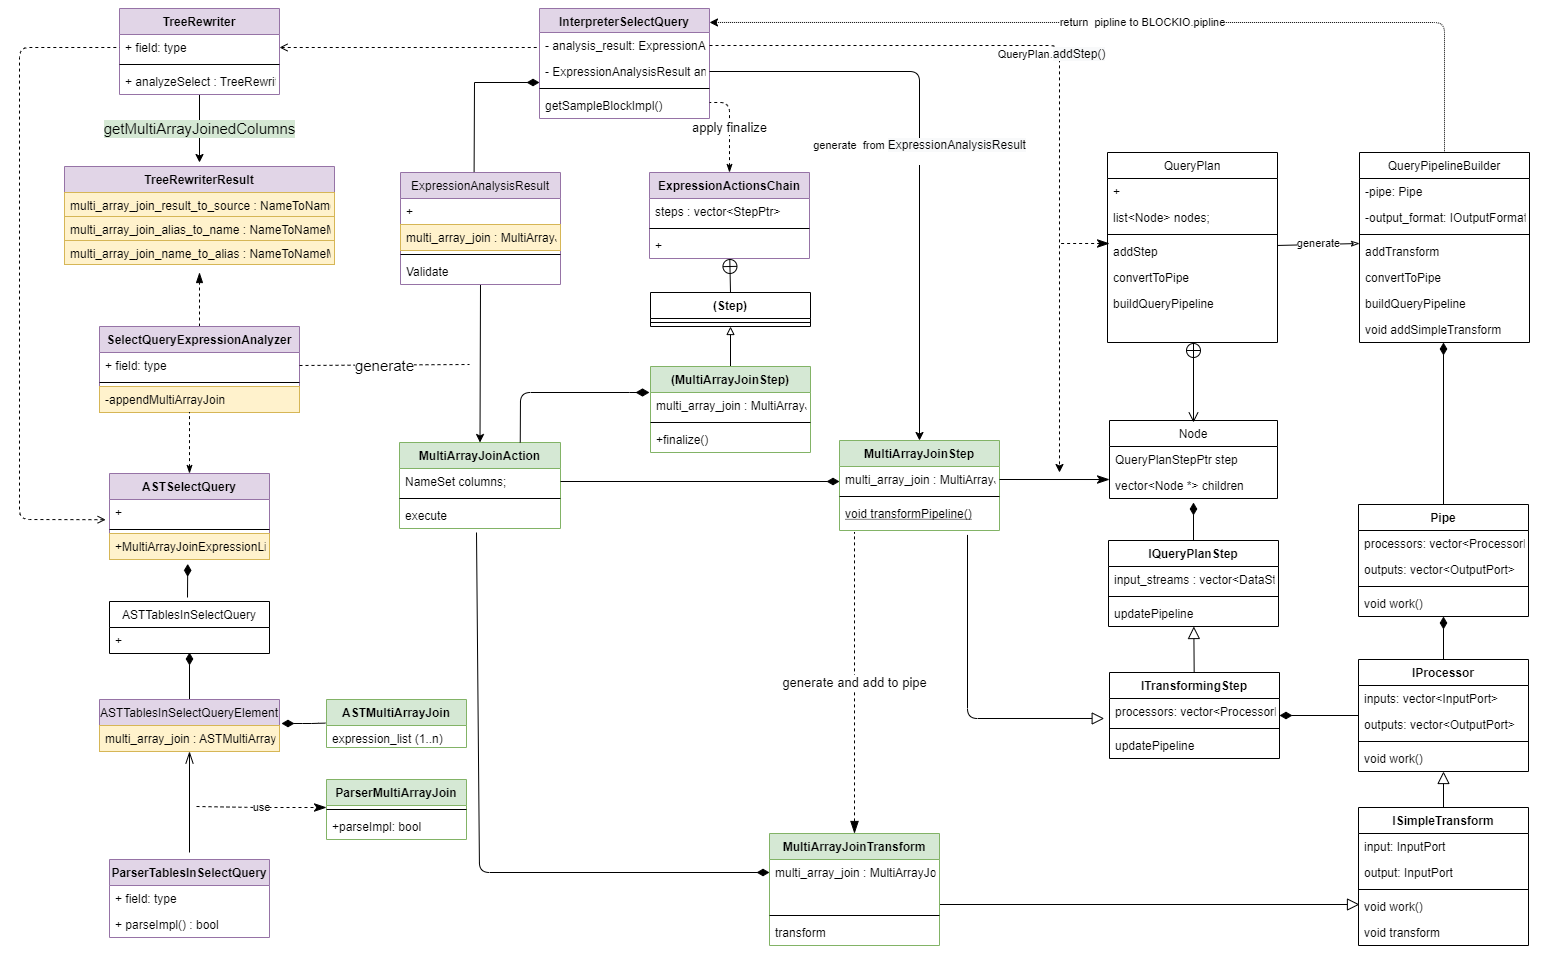 TreeRewriter
+ field: type
+ analyzeSelect : TreeRewri
getMultiArrayJoinedColumns
TreeRewriterResult
multi_array_join_result_to_source : NameToNam
multi_array_join_alias_to_name : NameToNameM
multi_array_join_name_to_alias : NameToNameM
SelectQueryExpressionAnalyzer
+ field: type
-appendMultiArrayJoin
generate
ASTSelectQuery
+
+MultiArrayJoinExpressionLi
ASTTablesInSelectQuery
+
ASTTablesInSelectQueryElement
multi_array_join : ASTMultiArray
ASTMultiArrayJoin
expression_list (1..n)
use
ParserMultiArrayJoin
+parseImpl: bool
ParserTablesInSelectQuery
+ field: type
+ parseImpl() : bool
InterpreterSelectQuery
- analysis_result: ExpressionA
- ExpressionAnalysisResult an
getSampleBlockImpl()
return pipline to BLOCKIO.pipline
QueryPlan.addStep()
apply finalize
generate from ExpressionAnalysisResult
ExpressionAnalysisResult
+
multi_array_join : MultiArray
Validate
ExpressionActionsChain
steps : vector<StepPtr>
+
(Step)
(MultiArrayJoinStep)
multi_array_join : MultiArray
+finalize()
MultiArrayJoinAction
NameSet columns;
execute
MultiArrayJoinStep
multi_array_join : MultiArray
void transformPipeline()
generate and add to pipe
MultiArrayJoinTransform
multi_array_join : MultiArrayJo
transform
QueryPlan
+
list<Node> nodes;
addStep
convertToPipe
buildQueryPipeline
generate
QueryPipelineBuilder
-pipe: Pipe
-output_format: IOutputFormat
addTransform
convertToPipe
buildQueryPipeline
void addSimpleTransform
Node
QueryPlanStepPtr step
vector<Node *> children
IQueryPlanStep
input_streams : vector<DataSt
updatePipeline
ITransformingStep
processors: vector<ProcessorI
updatePipeline
Pipe
processors: vector<ProcessorI
outputs: vector<OutputPort>
void work()
IProcessor
inputs: vector<InputPort>
outputs: vector<OutputPort>
void work()
ISimpleTransform
input: InputPort
output: InputPort
void work()
void transform